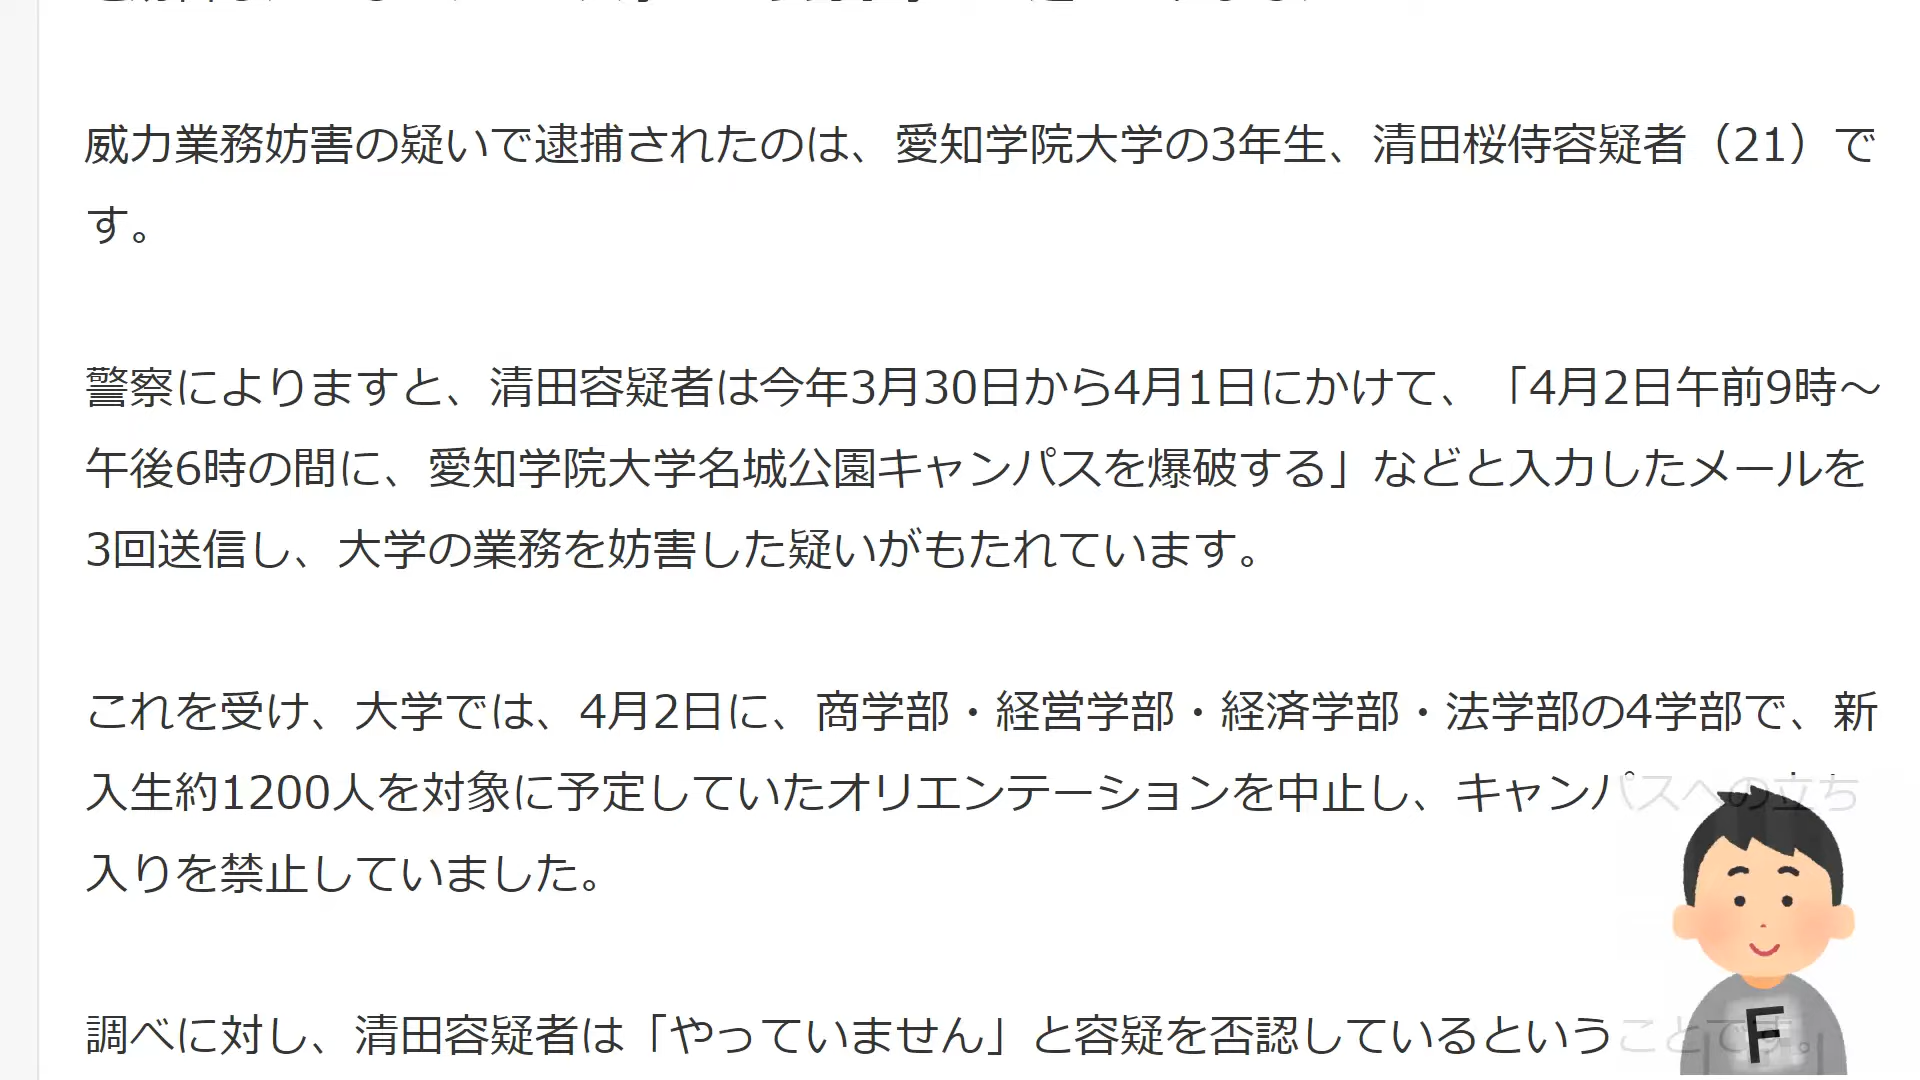 威力業務妨害の疑いで逮捕されたのは、愛知学院大学の3年生、清田桜侍容疑者（21）で
す。
警察によりますと、清田容疑者は今年3月30日から4月1日にかけて、「4月2日午前9時～
午後6時の間に、愛知学院大学名城公園キャンパスを爆破する」などと入力したメールを
3回送信し、大学の業務を妨害した疑いがもたれています。
これを受け、大学では、4月2日に、商学部・経営学部・経済学部・法学部の4学部で、新
入生約1200人を対象に予定していたオリエンテーションを中止し、キャンパスへの立ち
入りを禁止していました。
調べに対し、清田容疑者は「やっていません」と容疑を否認しているということです。
F